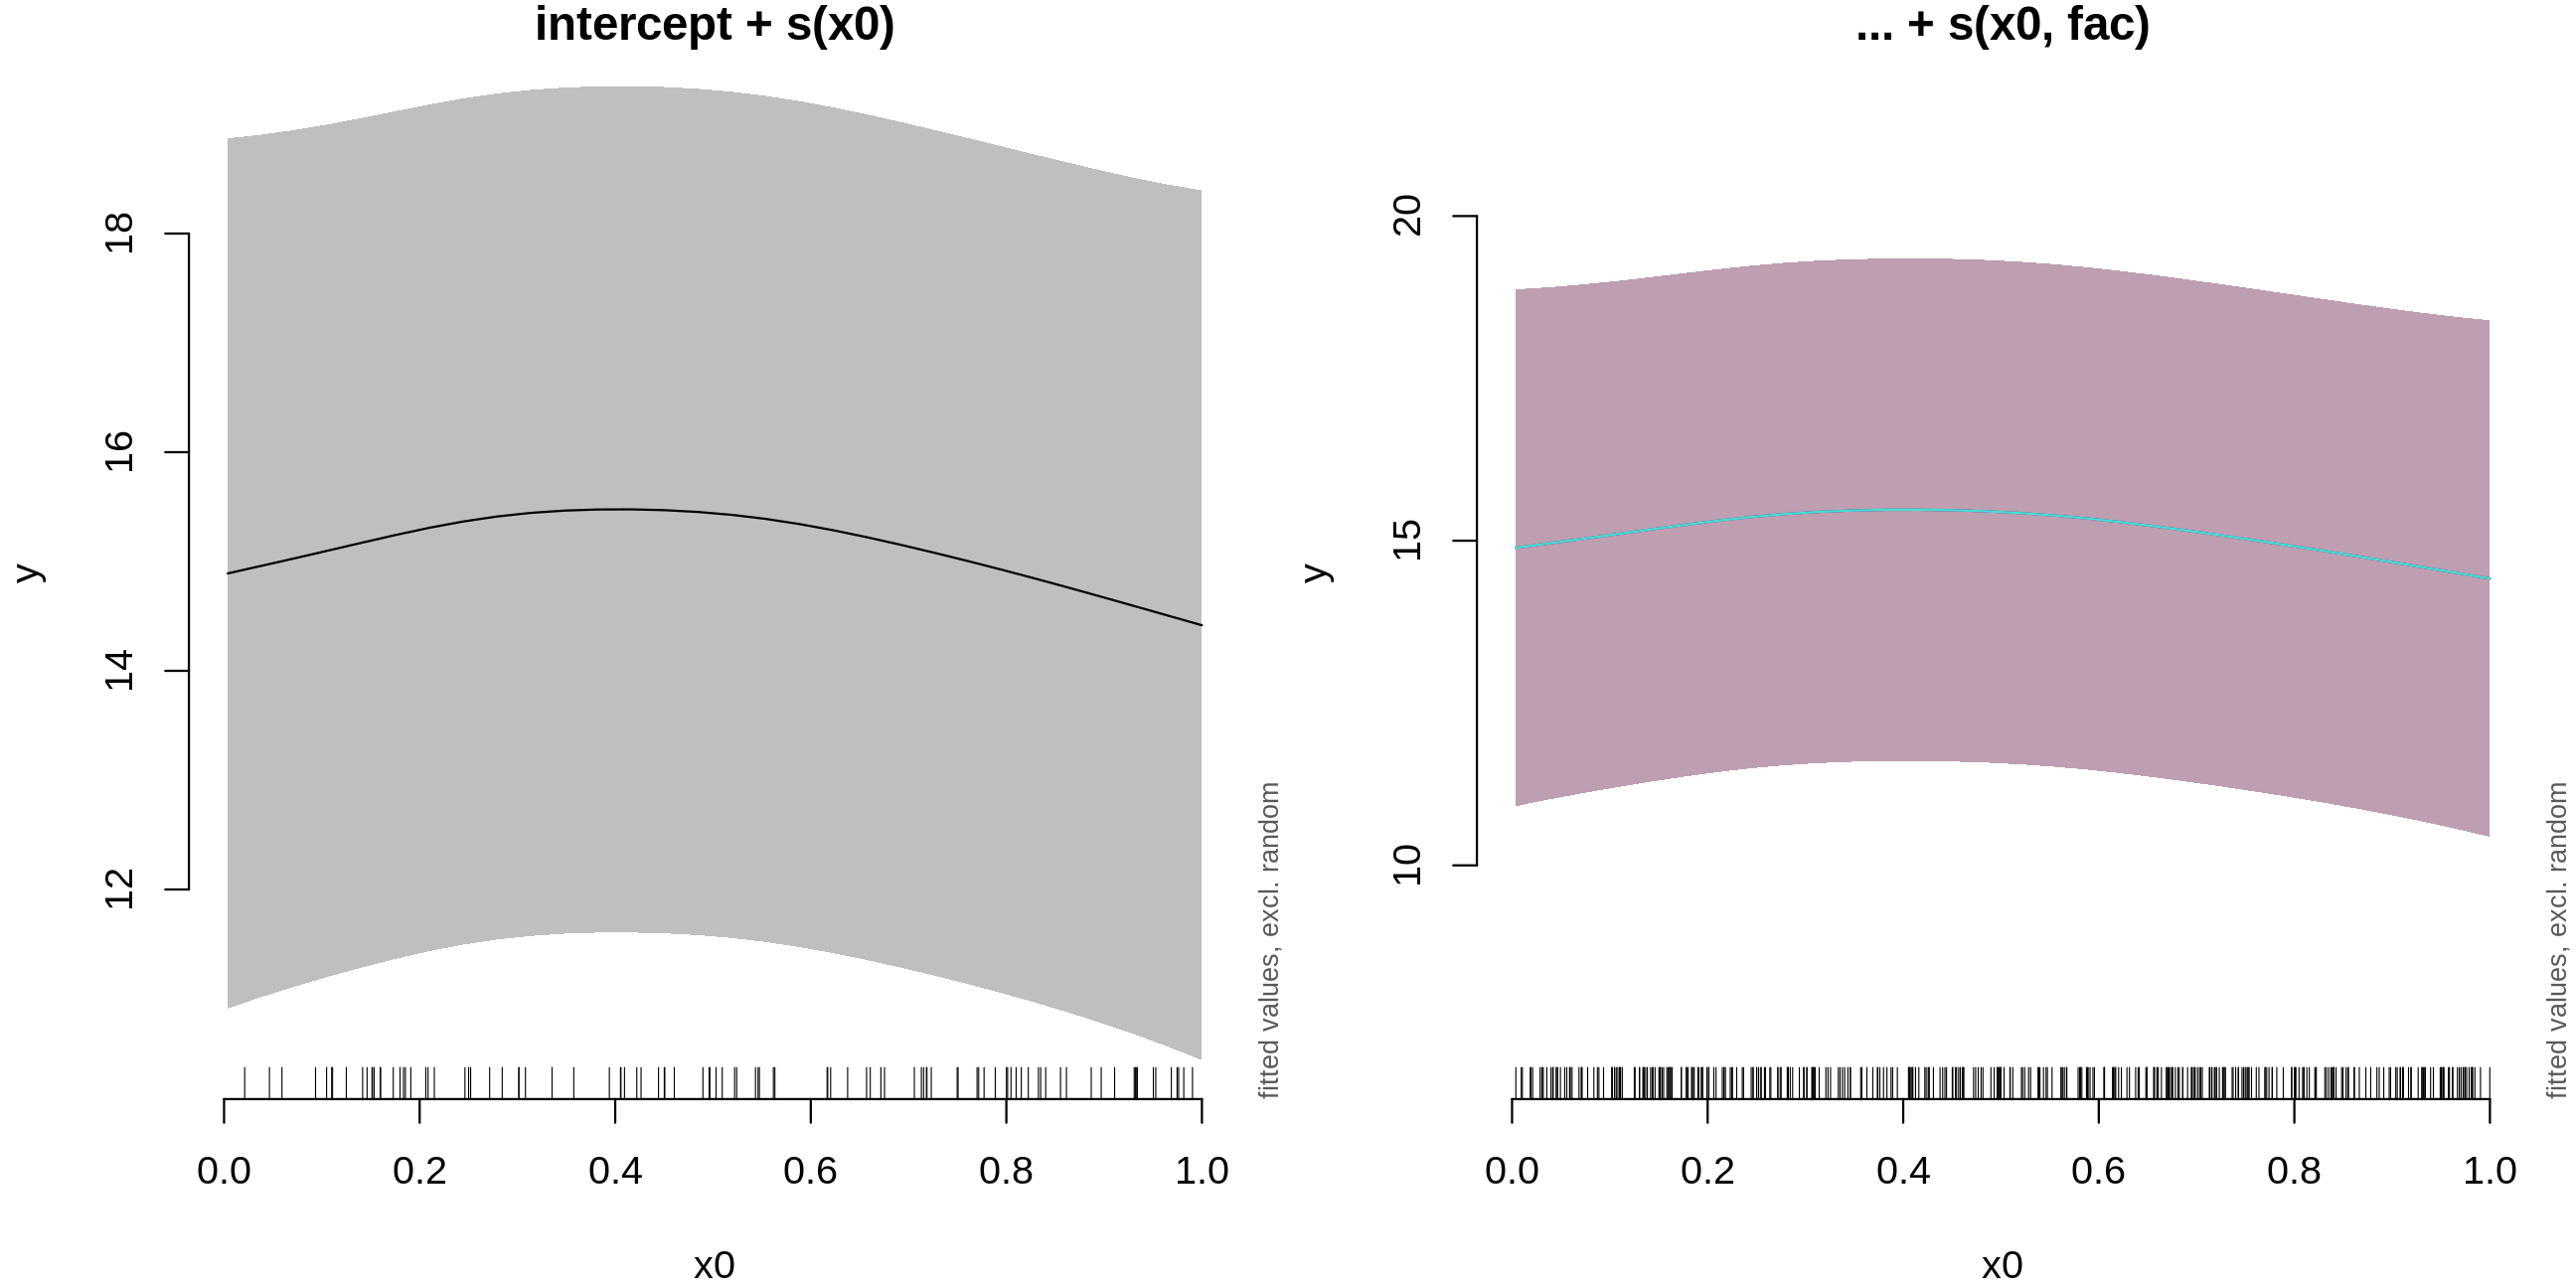 intercept + s(x0)
y
18
16
14
12
0.0 0.2 0.4 0.6 0.8 1.0
x0
fitted values, excl. random
... + s(x0, fac)
y
20
15
10
0.0 0.2 0.4 0.6 0.8 1.0
x0
fitted values, excl. random